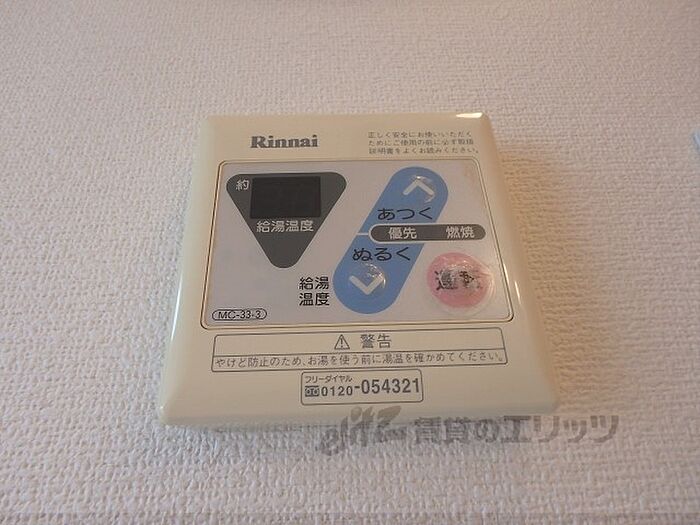 Rinnai
正しく安全にお使いいただく
ためにご使用の前に必ず取扱
説明書をよくお読みください。
約
給湯温度
あつく
優先 燃焼
ぬるく
給湯
温度
運転
MC-33-3
⚠ 警告
やけど防止のため、お湯を使う前に湯温を確かめてください。
フリーダイヤル
0120-054321
elitz 賃貸のエリッツ